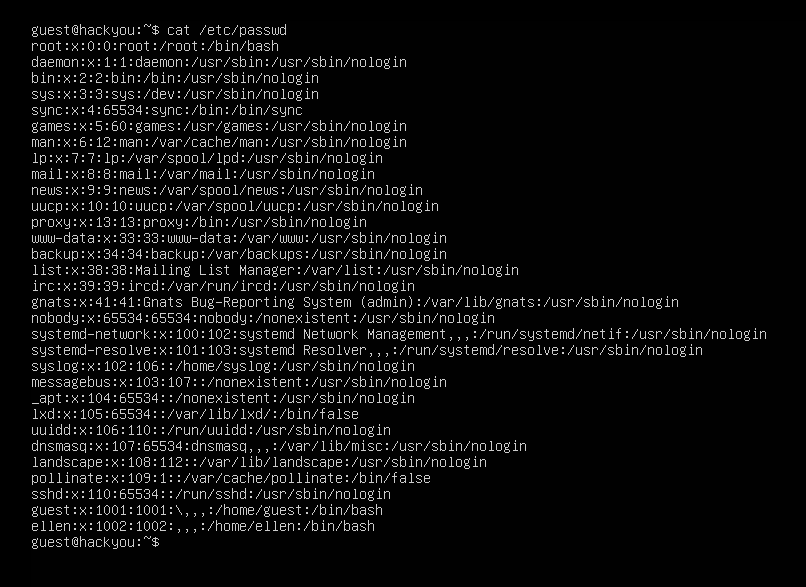 guest@hackyou:~$ cat /etc/passwd
root:x:0:0:root:/root:/bin/bash
daemon:x:1:1:daemon:/usr/sbin:/usr/sbin/nologin
bin:x:2:2:bin:/bin:/usr/sbin/nologin
sys:x:3:3:sys:/dev:/usr/sbin/nologin
sync:x:4:65534:sync:/bin:/bin/sync
games:x:5:60:games:/usr/games:/usr/sbin/nologin
man:x:6:12:man:/var/cache/man:/usr/sbin/nologin
lp:x:7:7:lp:/var/spool/lpd:/usr/sbin/nologin
mail:x:8:8:mail:/var/mail:/usr/sbin/nologin
news:x:9:9:news:/var/spool/news:/usr/sbin/nologin
uucp:x:10:10:uucp:/var/spool/uucp:/usr/sbin/nologin
proxy:x:13:13:proxy:/bin:/usr/sbin/nologin
www-data:x:33:33:www-data:/var/www:/usr/sbin/nologin
backup:x:34:34:backup:/var/backups:/usr/sbin/nologin
list:x:38:38:Mailing List Manager:/var/list:/usr/sbin/nologin
irc:x:39:39:ircd:/var/run/ircd:/usr/sbin/nologin
gnats:x:41:41:Gnats Bug-Reporting System (admin):/var/lib/gnats:/usr/sbin/nologin
nobody:x:65534:65534:nobody:/nonexistent:/usr/sbin/nologin
systemd-network:x:100:102:systemd Network Management,,,:/run/systemd/netif:/usr/sbin/nologin
systemd-resolve:x:101:103:systemd Resolver,,,:/run/systemd/resolve:/usr/sbin/nologin
syslog:x:102:106::/home/syslog:/usr/sbin/nologin
messagebus:x:103:107::/nonexistent:/usr/sbin/nologin
_apt:x:104:65534::/nonexistent:/usr/sbin/nologin
lxd:x:105:65534::/var/lib/lxd/:/bin/false
uuidd:x:106:110::/run/uuidd:/usr/sbin/nologin
dnsmasq:x:107:65534:dnsmasq,,,:/var/lib/misc:/usr/sbin/nologin
landscape:x:108:112::/var/lib/landscape:/usr/sbin/nologin
pollinate:x:109:1::/var/cache/pollinate:/bin/false
sshd:x:110:65534::/run/sshd:/usr/sbin/nologin
guest:x:1001:1001:\,,,:/home/guest:/bin/bash
ellen:x:1002:1002:,,,:/home/ellen:/bin/bash
guest@hackyou:~$